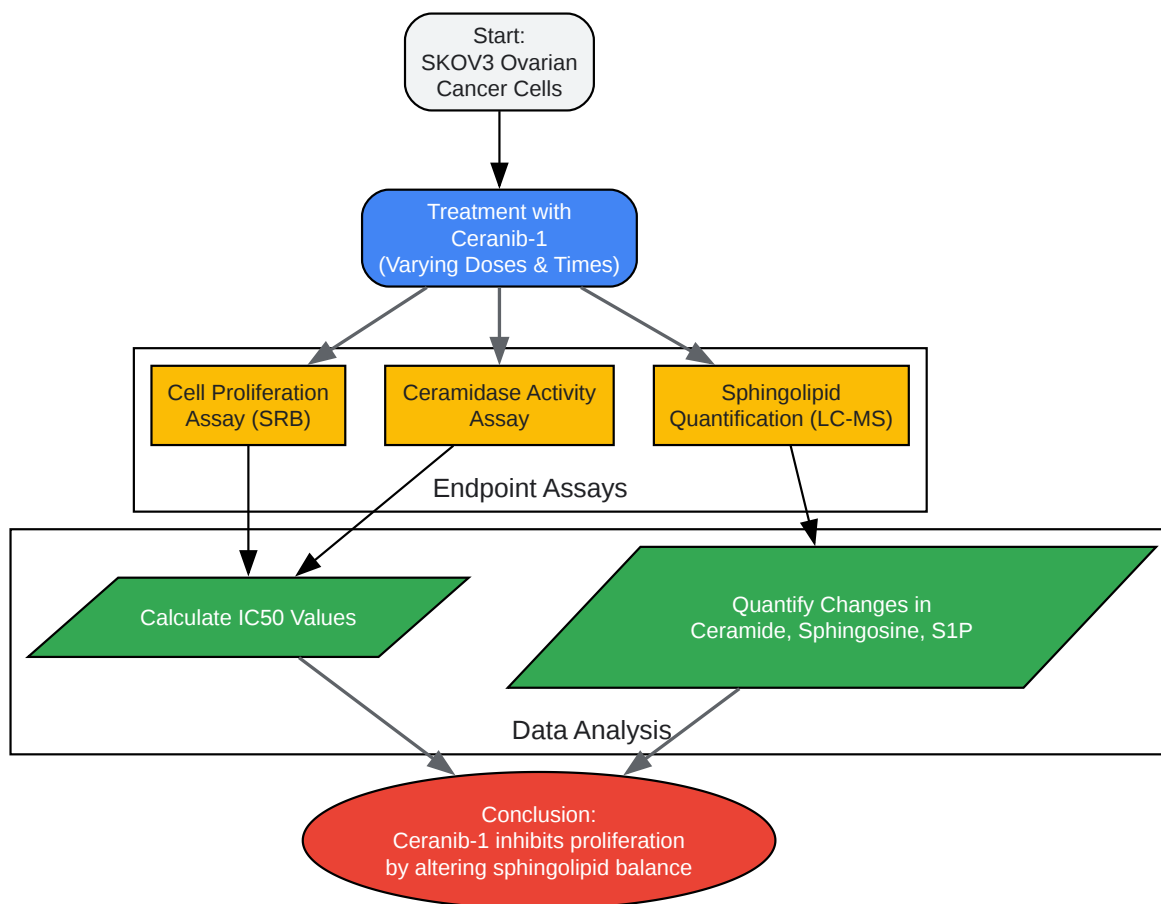 Start:
SKOV3 Ovarian
Cancer Cells
Treatment with
Ceranib-1
(Varying Doses & Times)
Cell Proliferation
Assay (SRB)
Ceramidase Activity
Assay
Sphingolipid
Quantification (LC-MS)
Endpoint Assays
Calculate IC50 Values
Quantify Changes in
Ceramide, Sphingosine, S1P
Data Analysis
Conclusion:
Ceranib-1 inhibits proliferation
by altering sphingolipid balance